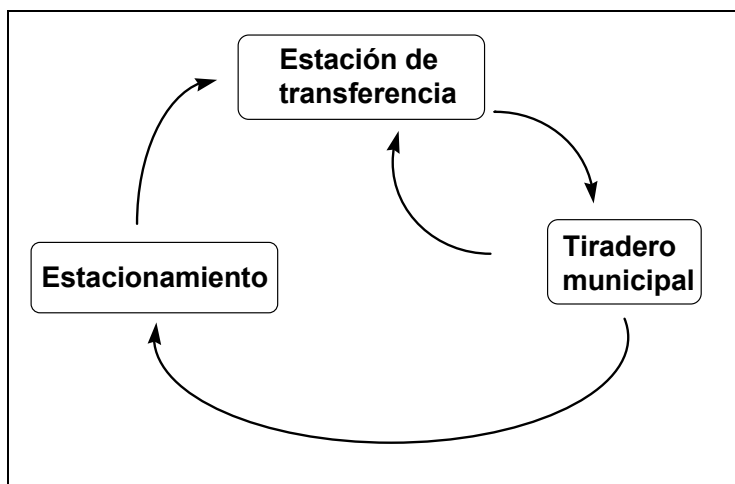 Estación de
transferencia
Estacionamiento
Tiradero
municipal